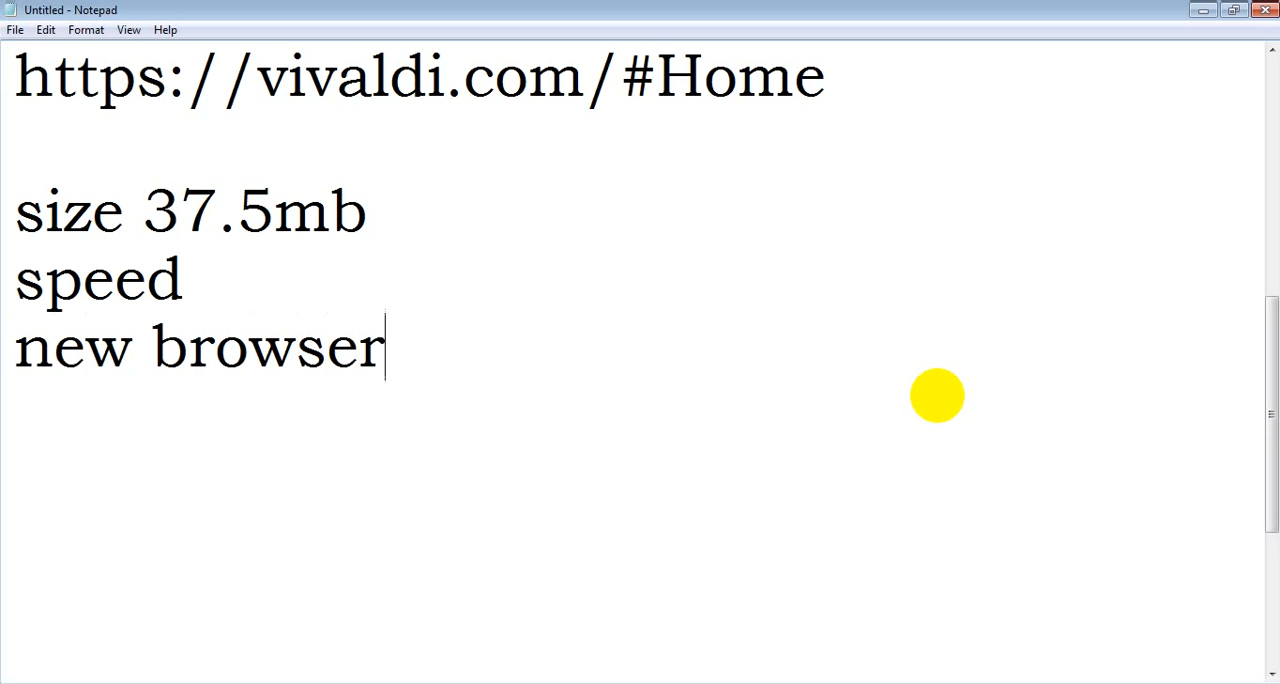 Untitled - Notepad
File Edit Format View Help
https://vivaldi.com/#Home
size 37.5mb
speed
new browser